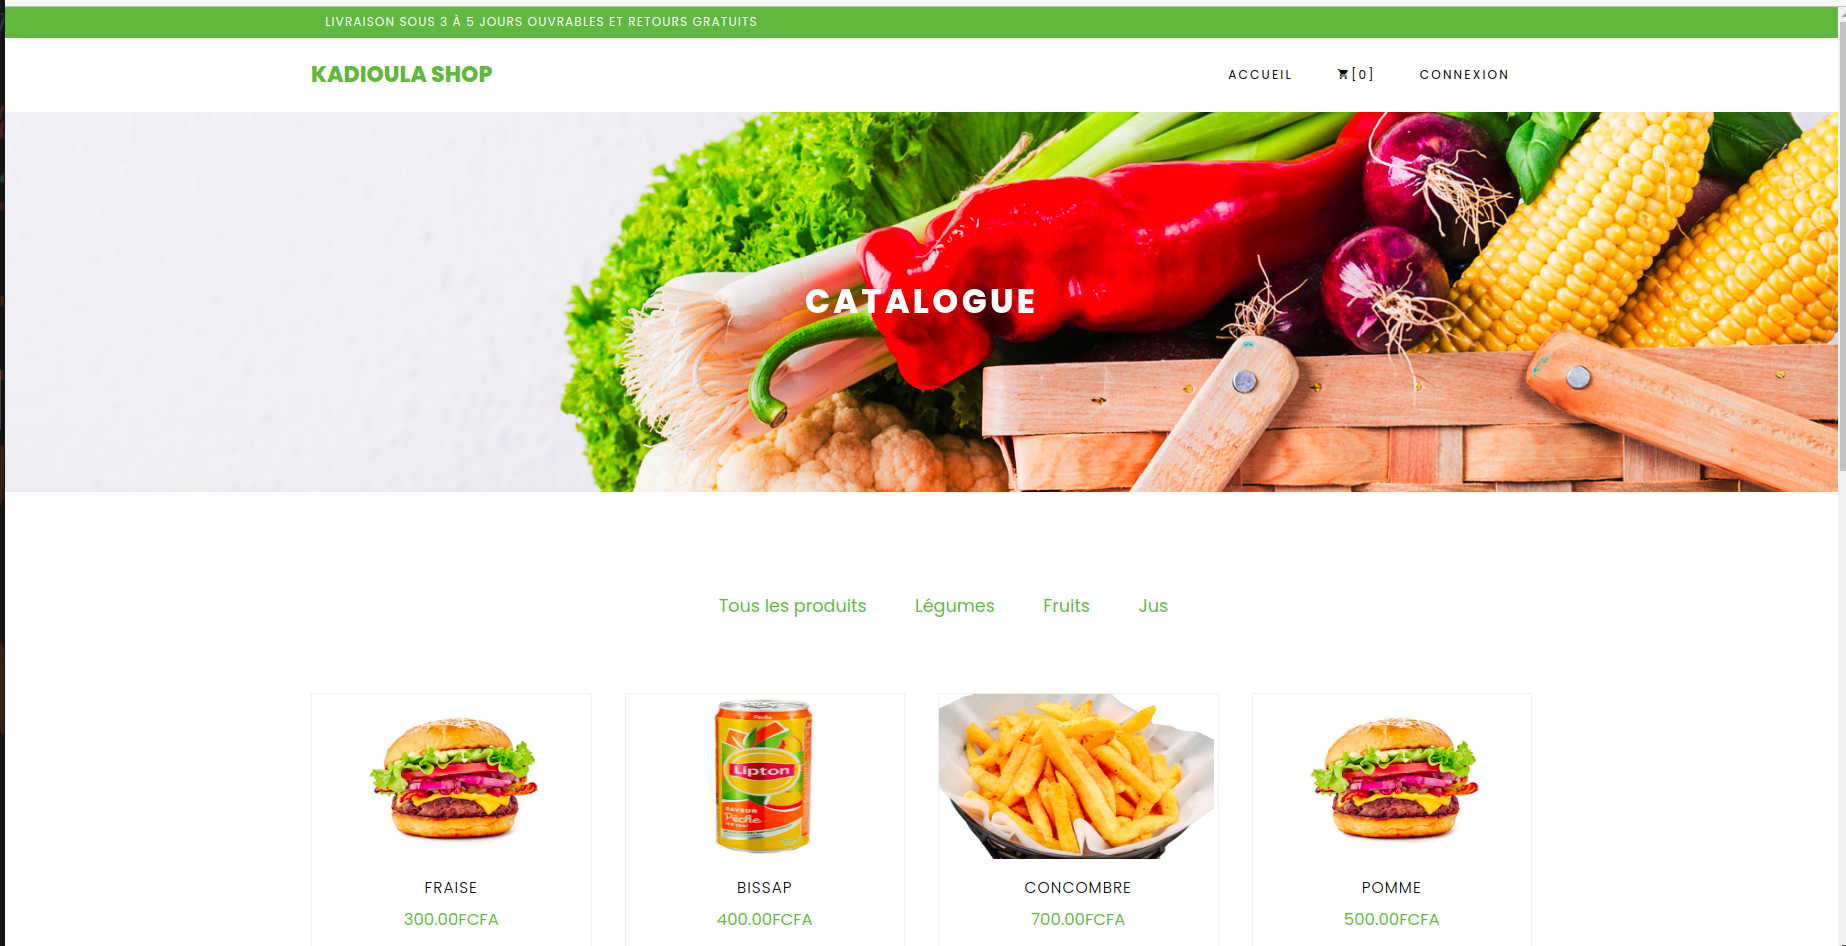 LIVRAISON SOUS 3 À 5 JOURS OUVRABLES ET RETOURS GRATUITS
KADIOULA SHOP
ACCUEIL
[0]
CONNEXION
CATALOGUE
Tous les produits
Légumes
Fruits
Jus
Lipton
SAVEUR
Pêche
FRAISE
BISSAP
CONCOMBRE
POMME
300.00FCFA
400.00FCFA
700.00FCFA
500.00FCFA